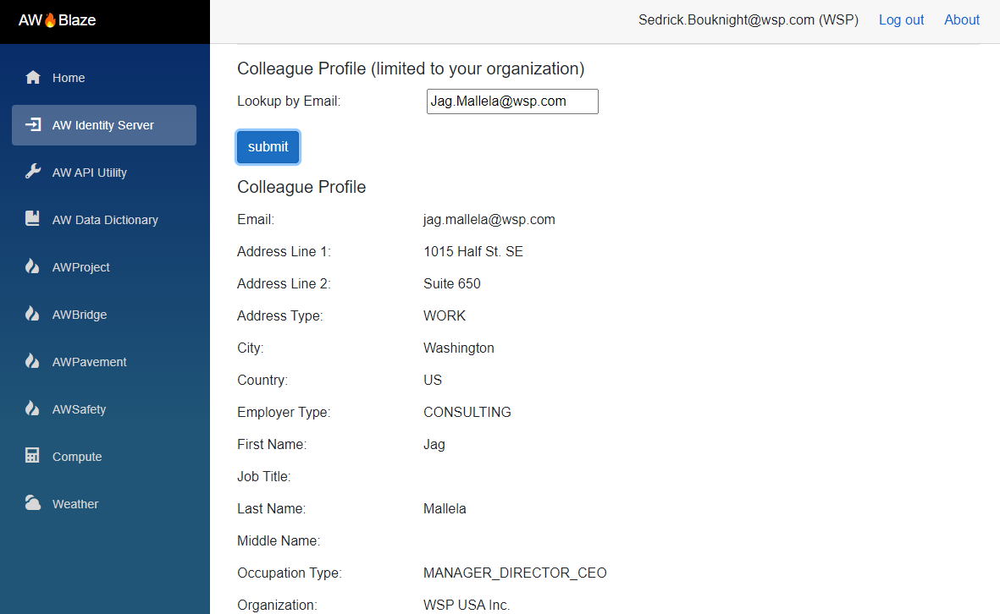 AW🔥Blaze
Sedrick.Bouknight@wsp.com (WSP) Log out About
Home
AW Identity Server
AW API Utility
AW Data Dictionary
AWProject
AWBridge
AWPavement
AWSafety
Compute
Weather
Colleague Profile (limited to your organization)
Lookup by Email: Jag.Mallela@wsp.com
submit
Colleague Profile
Email: jag.mallela@wsp.com
Address Line 1: 1015 Half St. SE
Address Line 2: Suite 650
Address Type: WORK
City: Washington
Country: US
Employer Type: CONSULTING
First Name: Jag
Job Title:
Last Name: Mallela
Middle Name:
Occupation Type: MANAGER_DIRECTOR_CEO
Organization: WSP USA Inc.